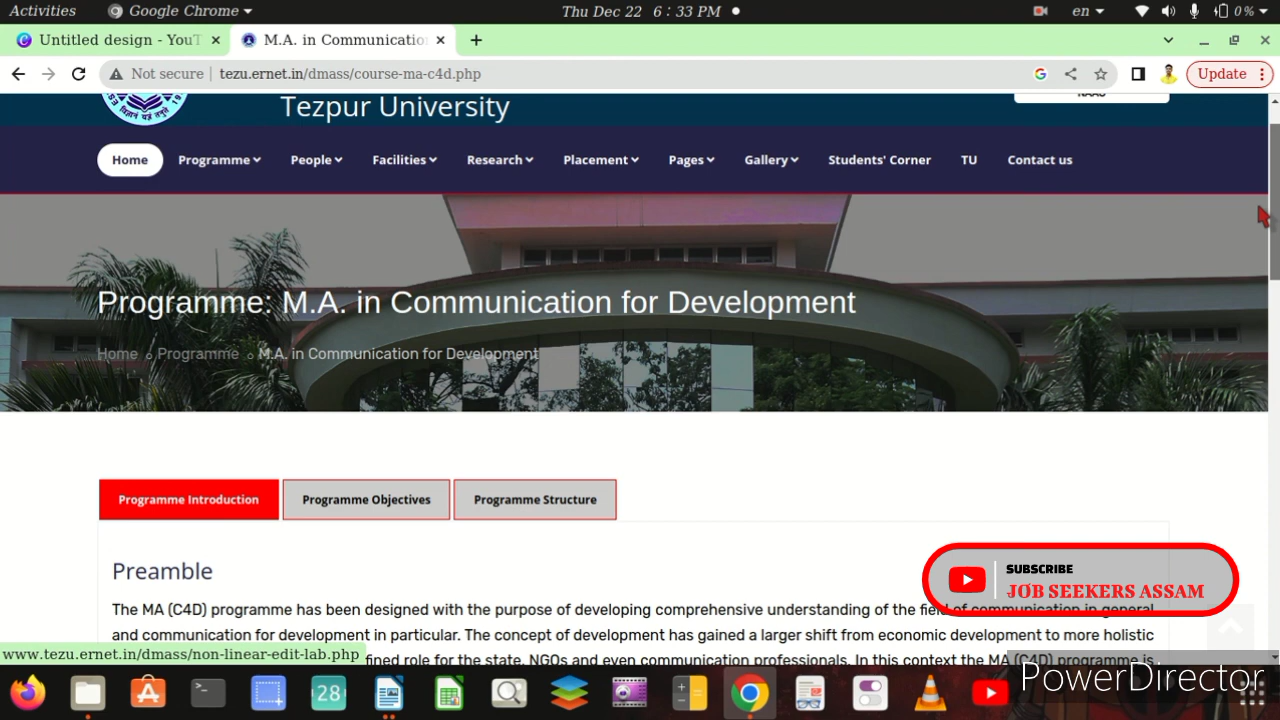 Activities
Google Chrome
Thu Dec 22 6 : 33 PM
en
0 %
Untitled design - YouT
M.A. in Communicatio
Not secure
tezu.ernet.in/dmass/course-ma-c4d.php
Update
Tezpur University
Home
Programme
People
Facilities
Research
Placement
Pages
Gallery
Students' Corner
TU
Contact us
Programme: M.A. in Communication for Development
Home
Programme
M.A. in Communication for Development
Programme Introduction
Programme Objectives
Programme Structure
Preamble
The MA (C4D) programme has been designed with the purpose of developing comprehensive understanding of the field of communication in general
and communication for development in particular. The concept of development has gained a larger shift from economic development to more holistic
fined role for the state, NGOs and even communication professionals. In this context the MA (C4D) programme is
SUBSCRIBE
JOB SEEKERS ASSAM
www.tezu.ernet.in/dmass/non-linear-edit-lab.php
28
PowerDirector